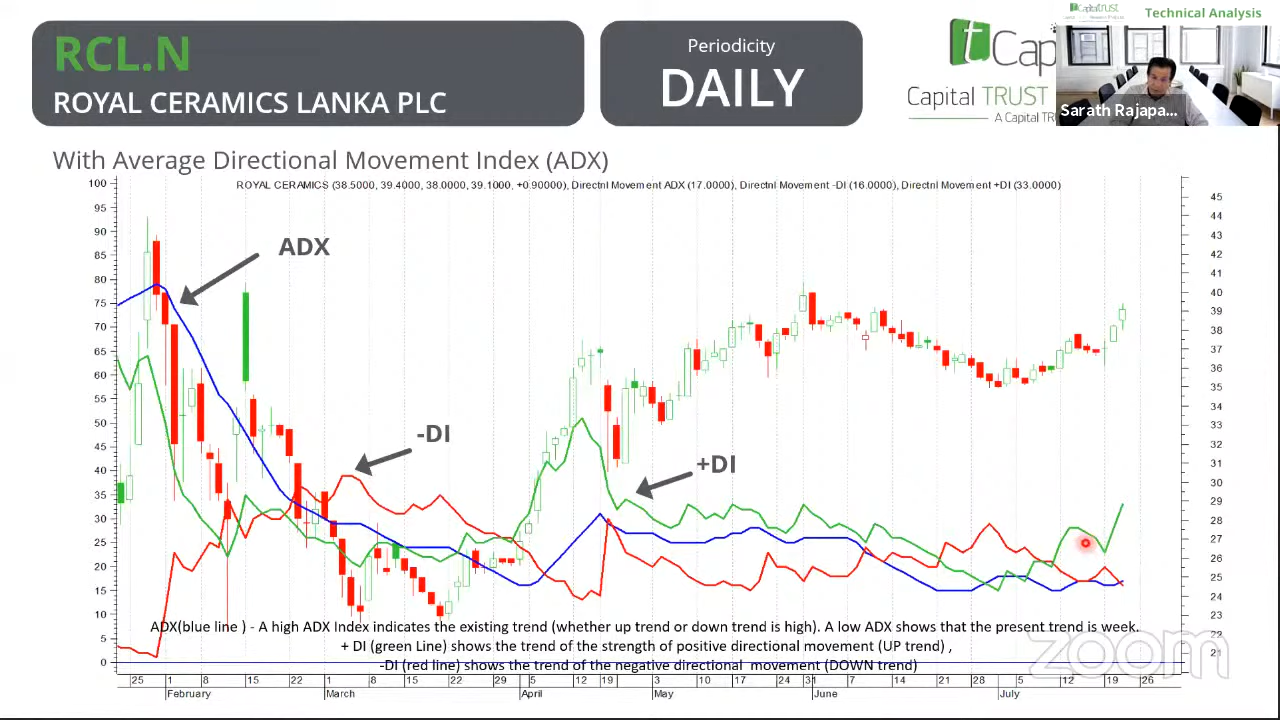 RCL.N
ROYAL CERAMICS LANKA PLC
Periodicity
DAILY
tCap
Capital TRUST
A Capital TR
CapitalTRUST
Technical Analysis
Sarath Rajapa...
With Average Directional Movement Index (ADX)
ROYAL CERAMICS (38.5000, 39.4000, 38.0000, 39.1000, +0.90000), Directnl Movement ADX (17.0000), Directnl Movement -DI (16.0000), Directnl Movement +DI (33.0000)
100
95
90
85
80
75
70
65
60
55
50
45
40
35
30
25
20
15
10
5
0
45
44
43
42
41
40
39
38
37
36
35
34
33
32
31
30
29
28
27
26
25
24
23
22
21
ADX
-DI
+DI
ADX(blue line ) - A high ADX Index indicates the existing trend (whether up trend or down trend is high). A low ADX shows that the present trend is week.
+ DI (green Line) shows the trend of the strength of positive directional movement (UP trend) ,
-DI (red line) shows the trend of the negative directional movement (DOWN trend)
zoom
25 1 8 15 22 1 8 15 22 29 5 12 19 3 10 17 24 31 7 14 21 28 5 12 19 26
February March April May June July